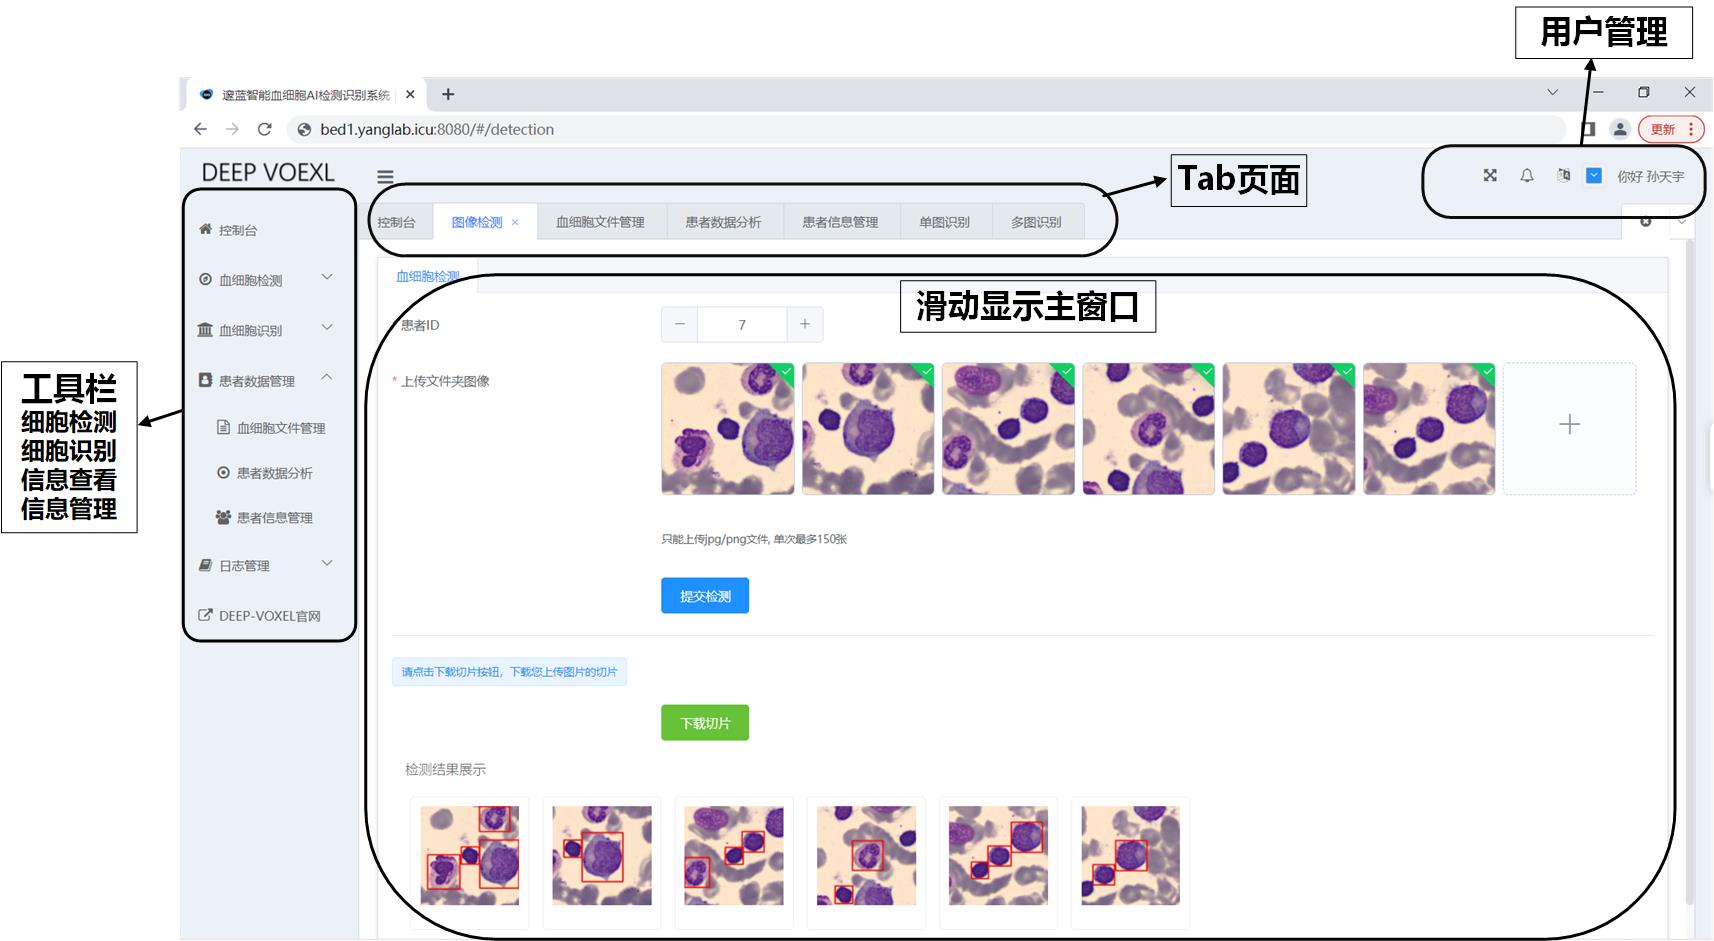 用户管理
邃蓝智能血细胞AI检测识别系统
bed1.yanglab.icu:8080/#/detection
更新
DEEP VOEXL
Tab页面
你好 孙天宇
控制台
图像检测
血细胞文件管理
患者数据分析
患者信息管理
单图识别
多图识别
控制台
血细胞检测
血细胞识别
患者数据管理
血细胞文件管理
患者数据分析
患者信息管理
日志管理
DEEP-VOXEL官网
工具栏
细胞检测
细胞识别
信息查看
信息管理
血细胞检测
滑动显示主窗口
患者ID
7
* 上传文件夹图像
只能上传jpg/png文件, 单次最多150张
提交检测
请点击下载切片按钮，下载您上传图片的切片
下载切片
检测结果展示